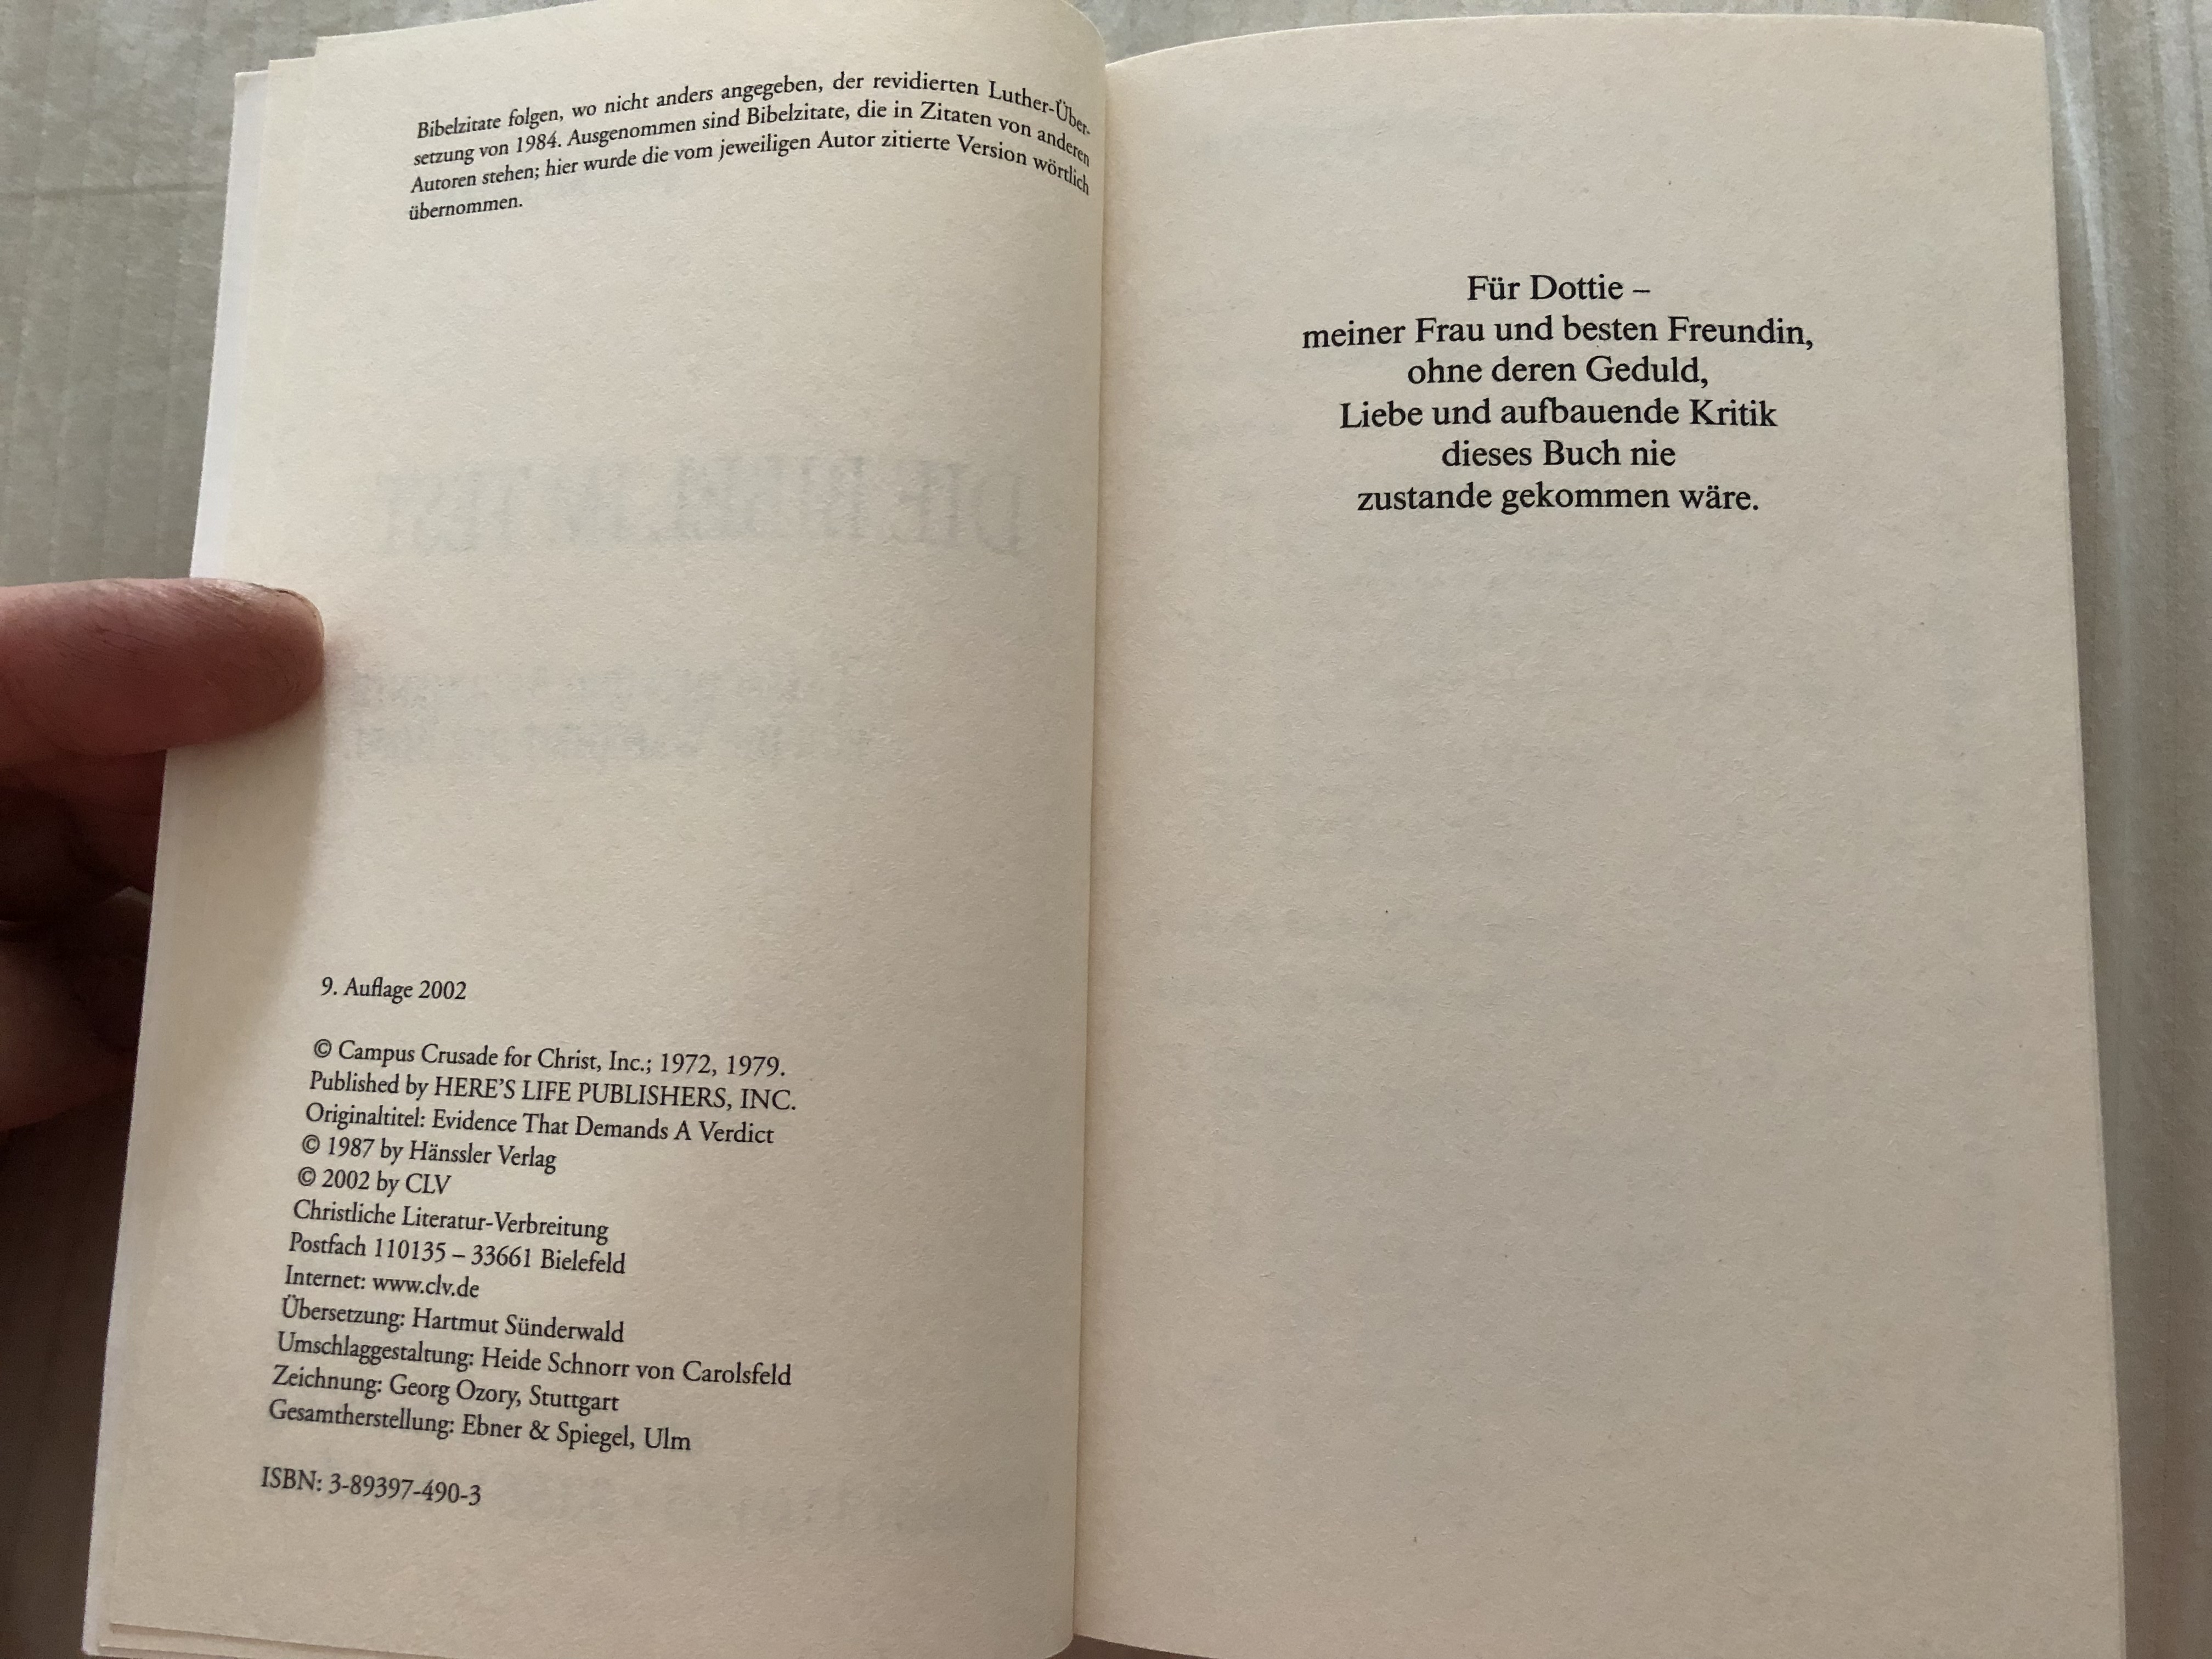 Bibelzitate folgen, wo nicht anders angegeben, der revidierten Luther-Über-
setzung von 1984. Ausgenommen sind Bibelzitate, die in Zitaten von anderen
Autoren stehen; hier wurde die vom jeweiligen Autor zitierte Version wörtlich
übernommen.
9. Auflage 2002
© Campus Crusade for Christ, Inc.; 1972, 1979.
Published by HERE'S LIFE PUBLISHERS, INC.
Originaltitel: Evidence That Demands A Verdict
© 1987 by Hänssler Verlag
© 2002 by CLV
Christliche Literatur-Verbreitung
Postfach 110135 – 33661 Bielefeld
Internet: www.clv.de
Übersetzung: Hartmut Sünderwald
Umschlaggestaltung: Heide Schnorr von Carolsfeld
Zeichnung: Georg Ozory, Stuttgart
Gesamtherstellung: Ebner & Spiegel, Ulm
ISBN: 3-89397-490-3
Für Dottie –
meiner Frau und besten Freundin,
ohne deren Geduld,
Liebe und aufbauende Kritik
dieses Buch nie
zustande gekommen wäre.